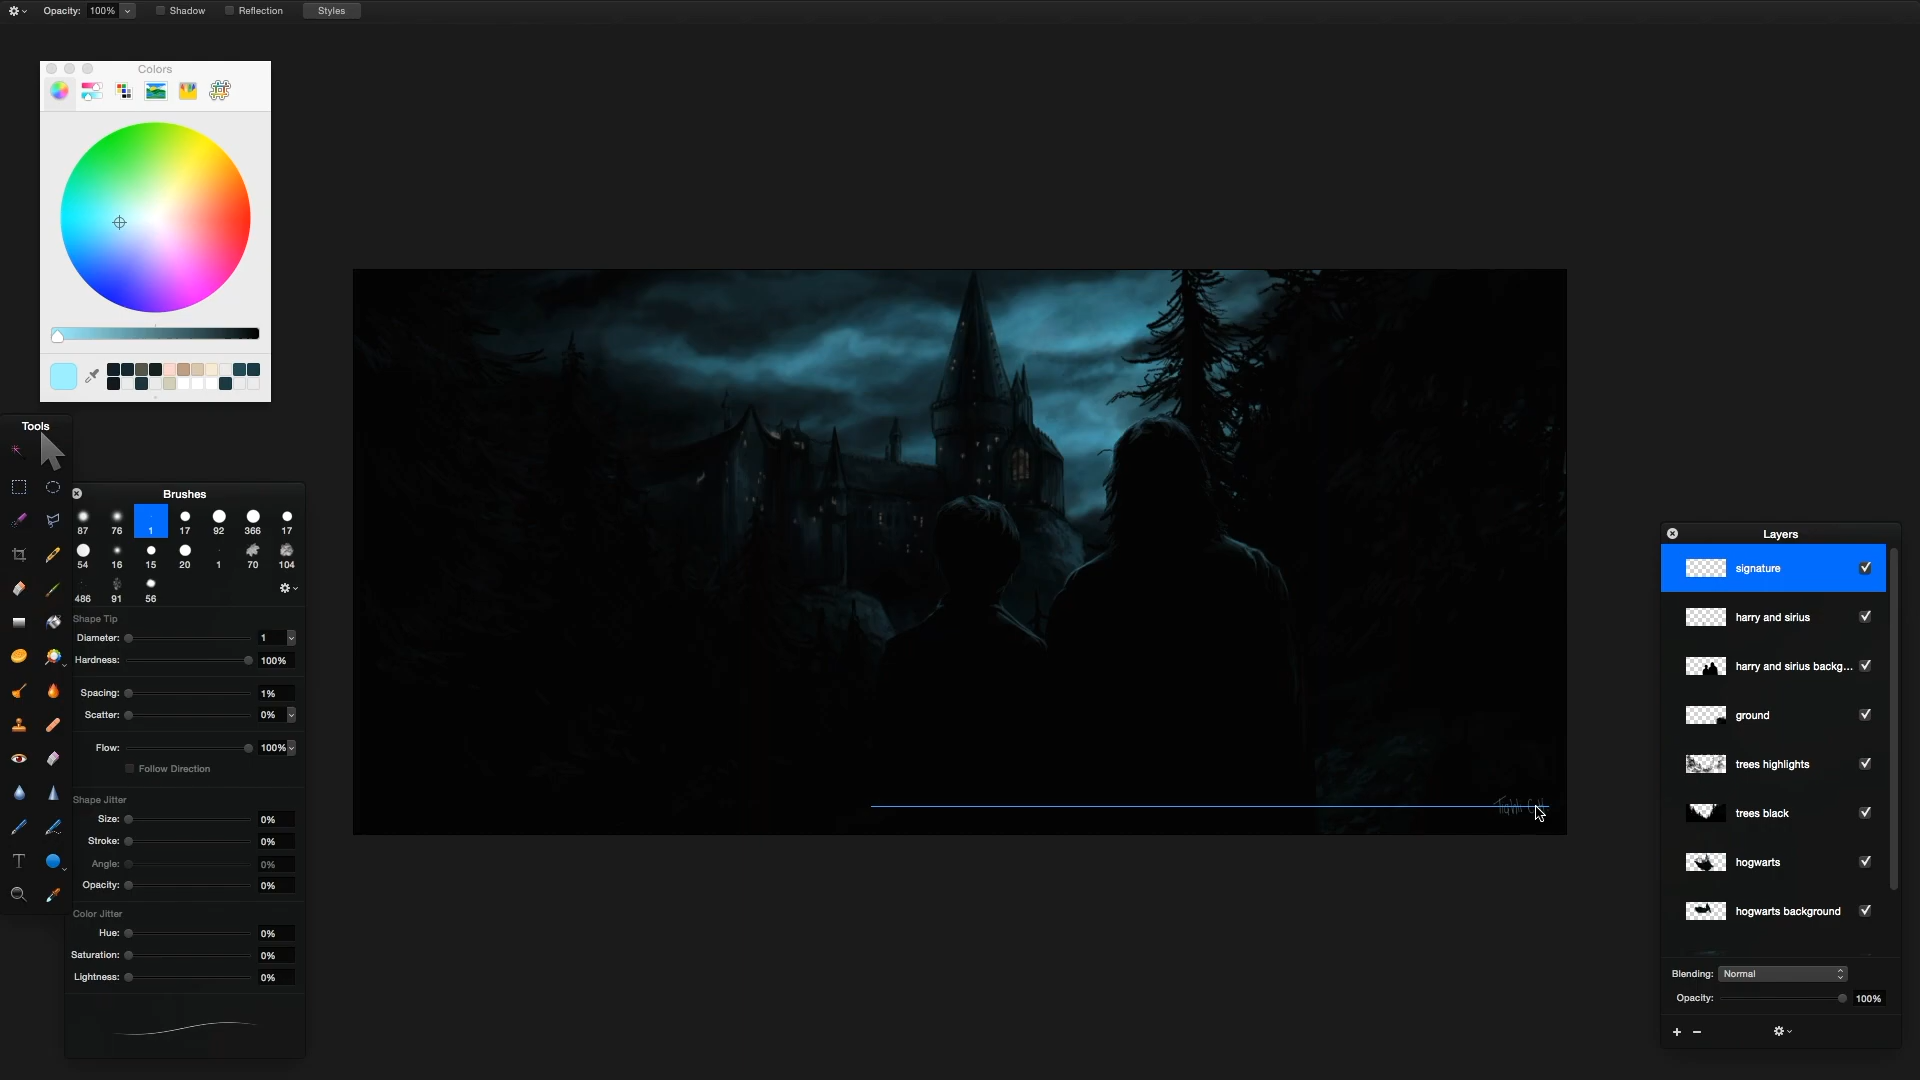 Opacity: 100% Shadow Reflection Styles
Colors
Tools
Brushes
87 76 1 17 92 366 17
54 16 15 20 1 70 104
486 91 56
Shape Tip
Diameter: 1
Hardness: 100%
Spacing: 1%
Scatter: 0%
Flow: 100%
Follow Direction
Shape Jitter
Size: 0%
Stroke: 0%
Angle: 0%
Opacity: 0%
Color Jitter
Hue: 0%
Saturation: 0%
Lightness: 0%
T
Layers
signature
harry and sirius
harry and sirius backg...
ground
trees highlights
trees black
hogwarts
hogwarts background
Blending: Normal
Opacity: 100%